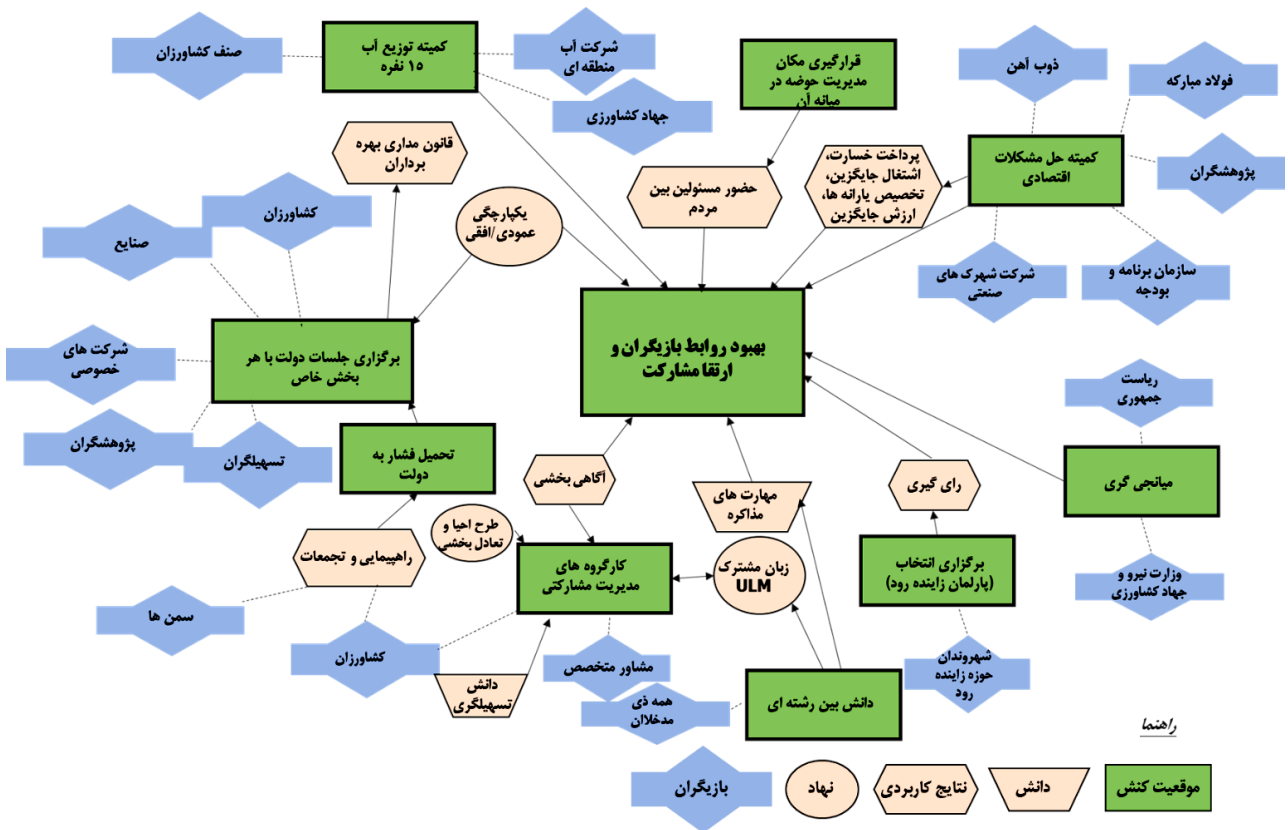 صنف کشاورزان
کمیته توزیع آب
۱۵ نفره
شرکت آب
منطقه ای
جهاد کشاورزی
قرارگیری مکان
مدیریت حوضه در
میانه آن
ذوب آهن
فولاد مبارکه
کمیته حل مشکلات
اقتصادی
پژوهشگران
شرکت شهرک های
صنعتی
سازمان برنامه و
بودجه
پرداخت خسارت،
اشتغال جایگزین،
تخصیص یارانه ها،
ارزش جایگزین
حضور مسئولین بین
مردم
قانون مداری بهره
برداران
یکپارچگی
عمودی/افقی
کشاورزان
صنایع
شرکت های
خصوصی
برگزاری جلسات دولت با هر
بخش خاص
پژوهشگران
تسهیلگران
بهبود روابط بازیگران و
ارتقا مشارکت
ریاست
جمهوری
میانجی گری
وزارت نیرو و
جهاد کشاورزی
تحمیل فشار به
دولت
راهپیمایی و تجمعات
سمن ها
کشاورزان
آگاهی بخشی
طرح احیا و
تعادل بخشی
کارگروه های
مدیریت مشارکتی
دانش
تسهیلگری
مشاور متخصص
مهارت های
مذاکره
زبان مشترک
ULM
همه ذی
مدخلاان
دانش بین رشته ای
رای گیری
برگزاری انتخاب
(پارلمان زاینده رود)
شهروندان
حوزه زاینده
رود
راهنما
موقعیت کنش
دانش
نتایج کاربردی
نهاد
بازیگران